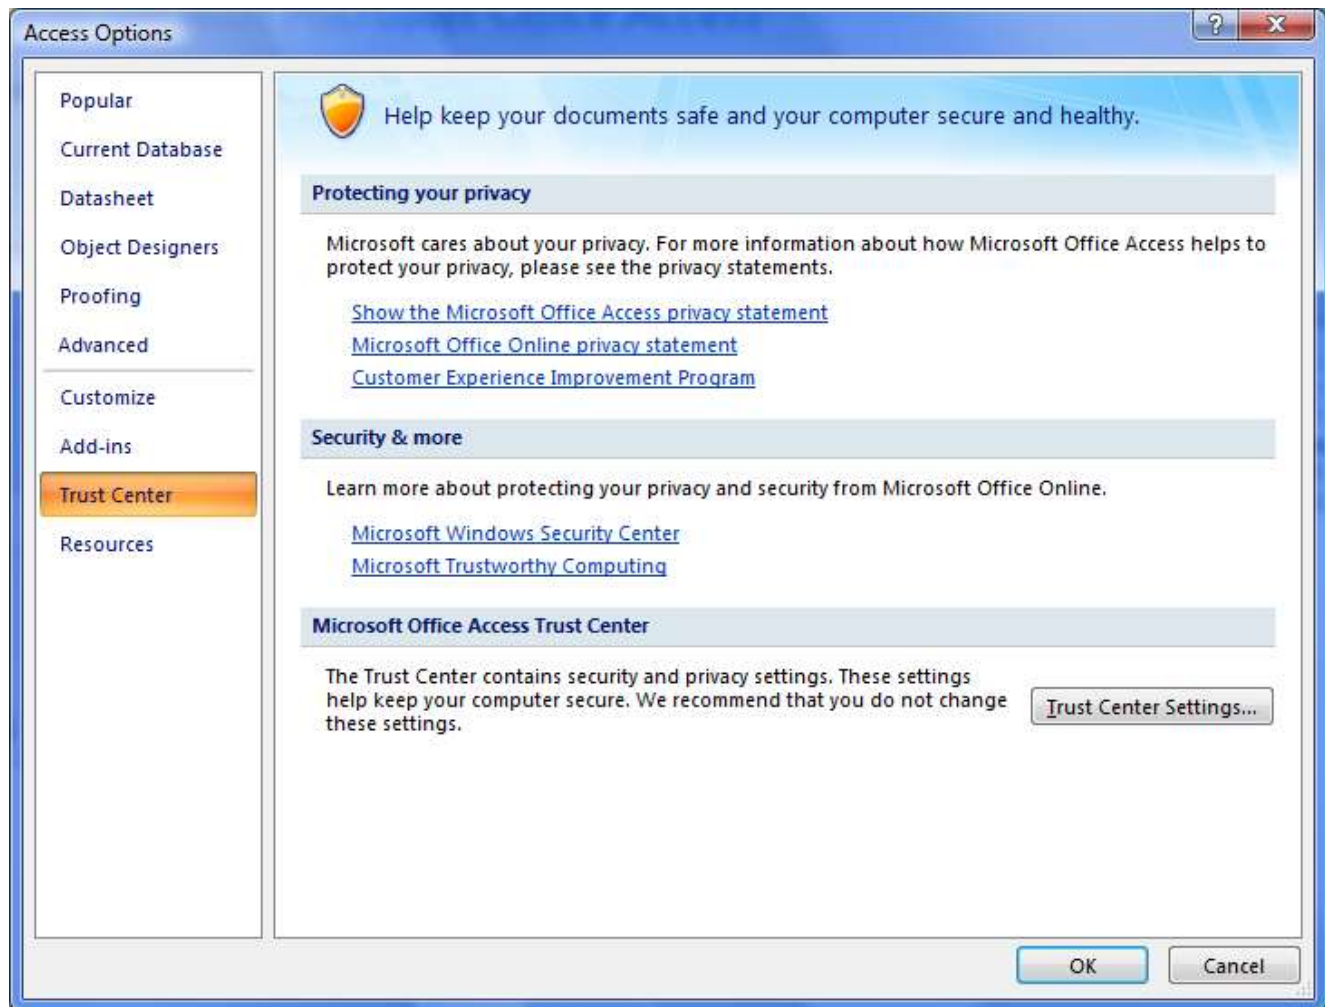 Access Options
Popular
Current Database
Datasheet
Object Designers
Proofing
Advanced
Customize
Add-ins
Trust Center
Resources
Help keep your documents safe and your computer secure and healthy.
Protecting your privacy
Microsoft cares about your privacy. For more information about how Microsoft Office Access helps to
protect your privacy, please see the privacy statements.
Show the Microsoft Office Access privacy statement
Microsoft Office Online privacy statement
Customer Experience Improvement Program
Security & more
Learn more about protecting your privacy and security from Microsoft Office Online.
Microsoft Windows Security Center
Microsoft Trustworthy Computing
Microsoft Office Access Trust Center
The Trust Center contains security and privacy settings. These settings
help keep your computer secure. We recommend that you do not change
these settings.
Trust Center Settings...
OK
Cancel